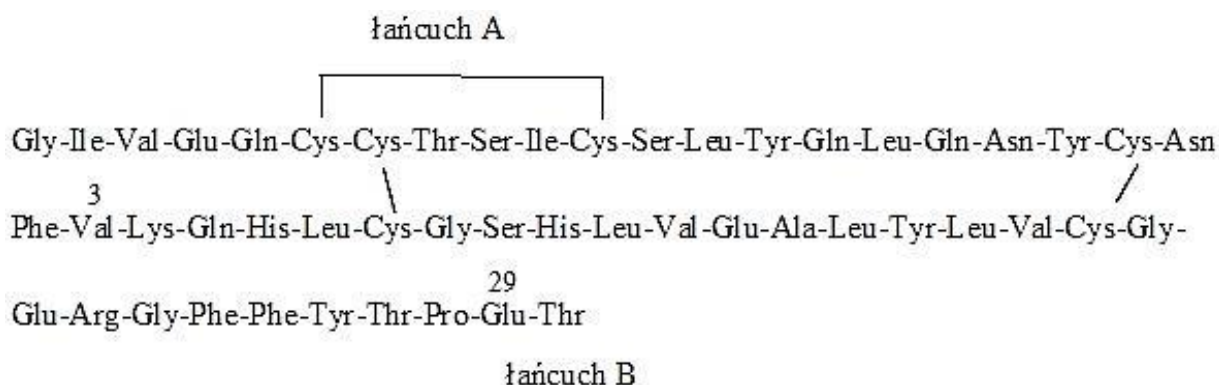 łańcuch A
Gly-Ile-Val-Glu-Gln-Cys-Cys-Thr-Ser-Ile-Cys-Ser-Leu-Tyr-Gln-Leu-Gln-Asn-Tyr-Cys-Asn
3
Phe-Val-Lys-Gln-His-Leu-Cys-Gly-Ser-His-Leu-Val-Glu-Ala-Leu-Tyr-Leu-Val-Cys-Gly-
29
Glu-Arg-Gly-Phe-Phe-Tyr-Thr-Pro-Glu-Thr
łańcuch B